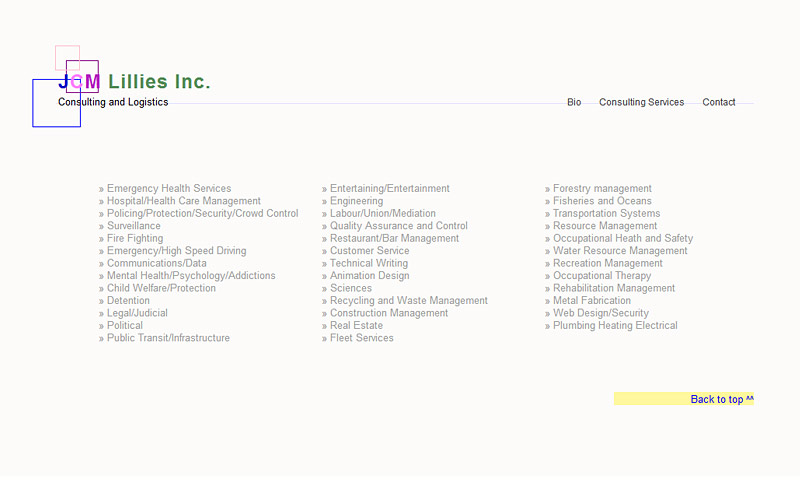 JCM Lillies Inc.
Consulting and Logistics
Bio Consulting Services Contact
» Emergency Health Services
» Hospital/Health Care Management
» Policing/Protection/Security/Crowd Control
» Surveillance
» Fire Fighting
» Emergency/High Speed Driving
» Communications/Data
» Mental Health/Psychology/Addictions
» Child Welfare/Protection
» Detention
» Legal/Judicial
» Political
» Public Transit/Infrastructure
» Entertaining/Entertainment
» Engineering
» Labour/Union/Mediation
» Quality Assurance and Control
» Restaurant/Bar Management
» Customer Service
» Technical Writing
» Animation Design
» Sciences
» Recycling and Waste Management
» Construction Management
» Real Estate
» Fleet Services
» Forestry management
» Fisheries and Oceans
» Transportation Systems
» Resource Management
» Occupational Heath and Safety
» Water Resource Management
» Recreation Management
» Occupational Therapy
» Rehabilitation Management
» Metal Fabrication
» Web Design/Security
» Plumbing Heating Electrical
Back to top ^^